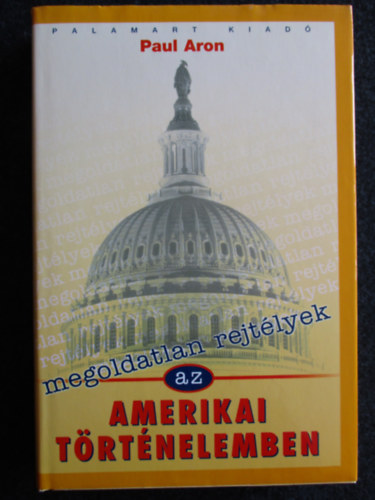 PALAMART KIADÓ
Paul Aron
megoldatlan rejtélyek
az
AMERIKAI
TÖRTÉNELEMBEN